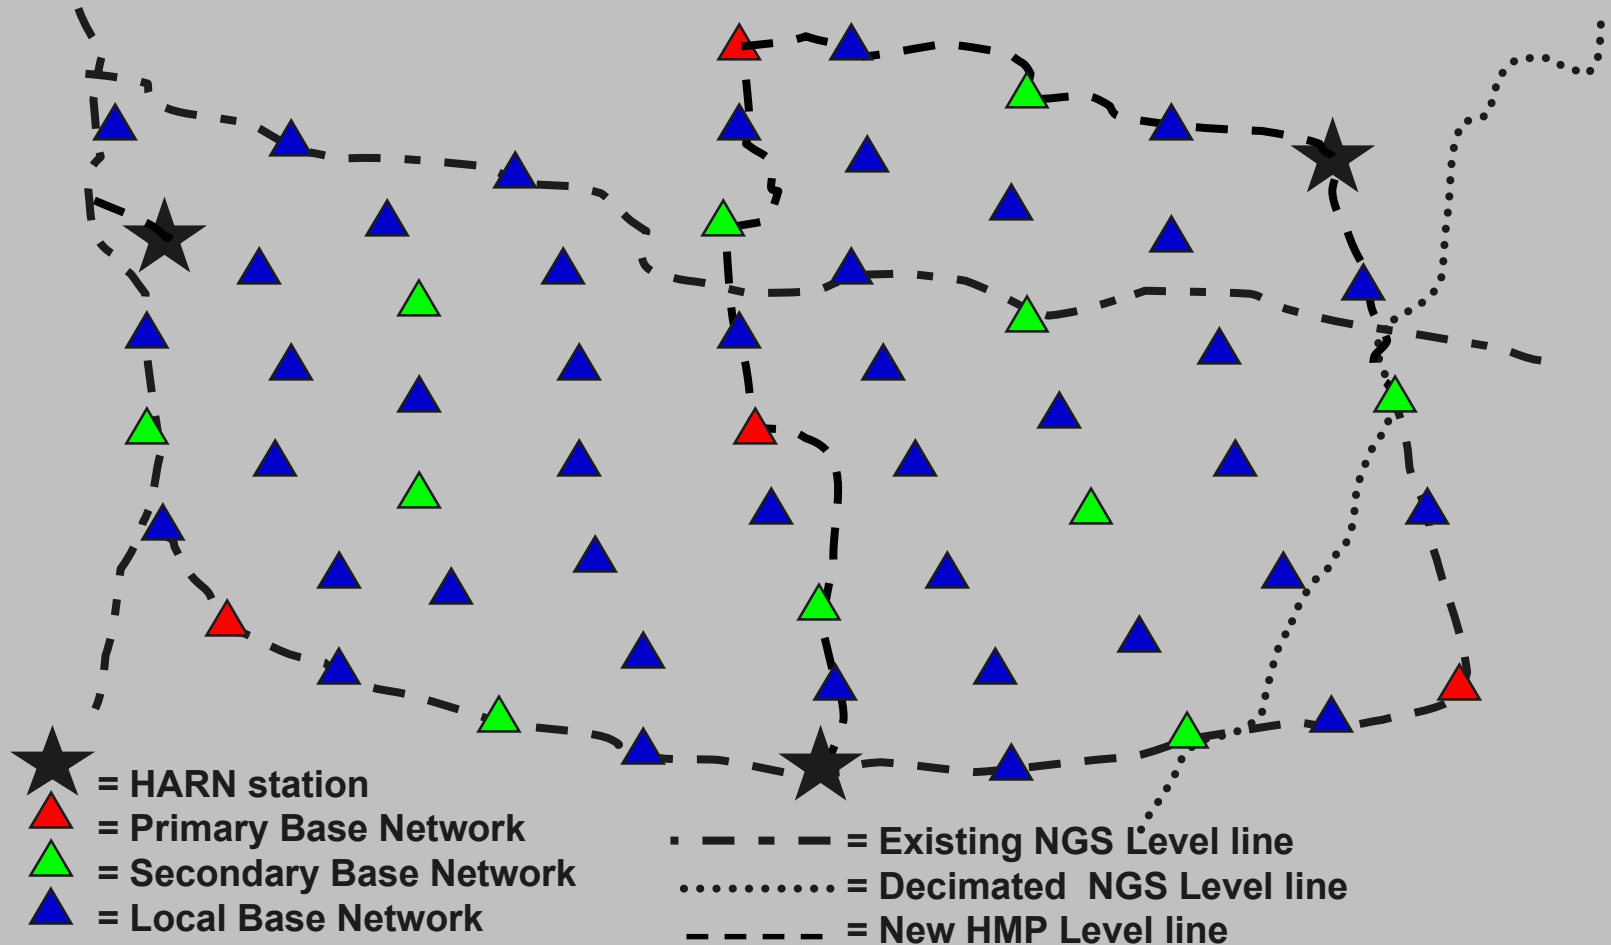 = HARN station
= Primary Base Network
= Secondary Base Network
= Local Base Network
= Existing NGS Level line
= Decimated NGS Level line
= New HMP Level line